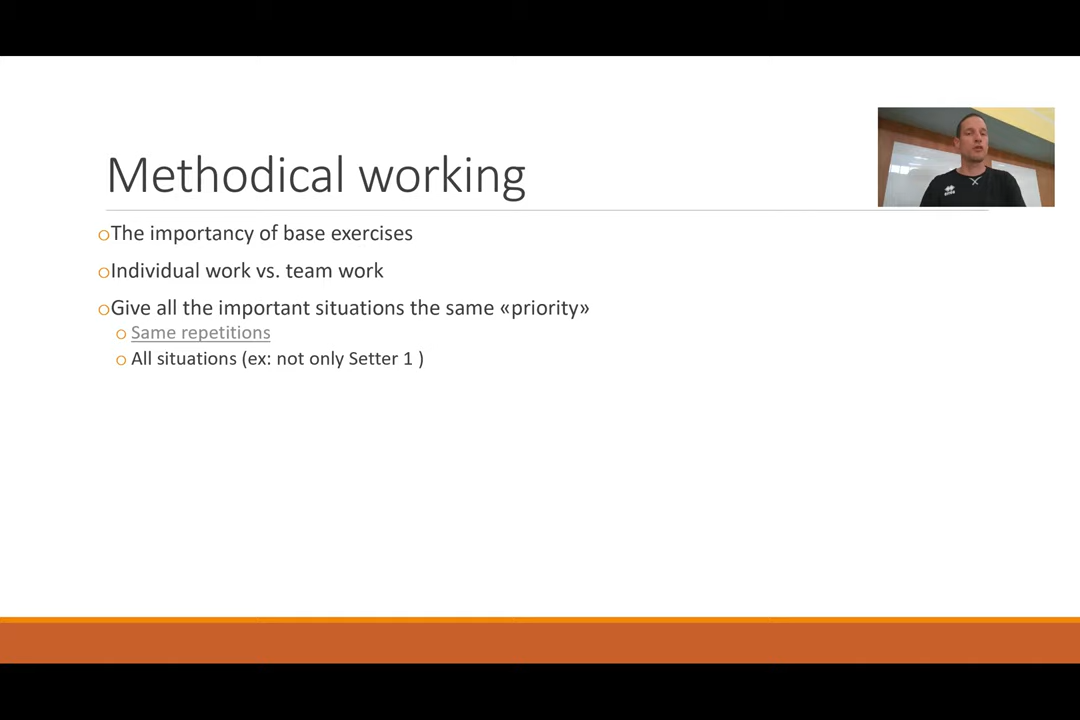 Methodical working
The importancy of base exercises
Individual work vs. team work
Give all the important situations the same «priority»
Same repetitions
All situations (ex: not only Setter 1 )